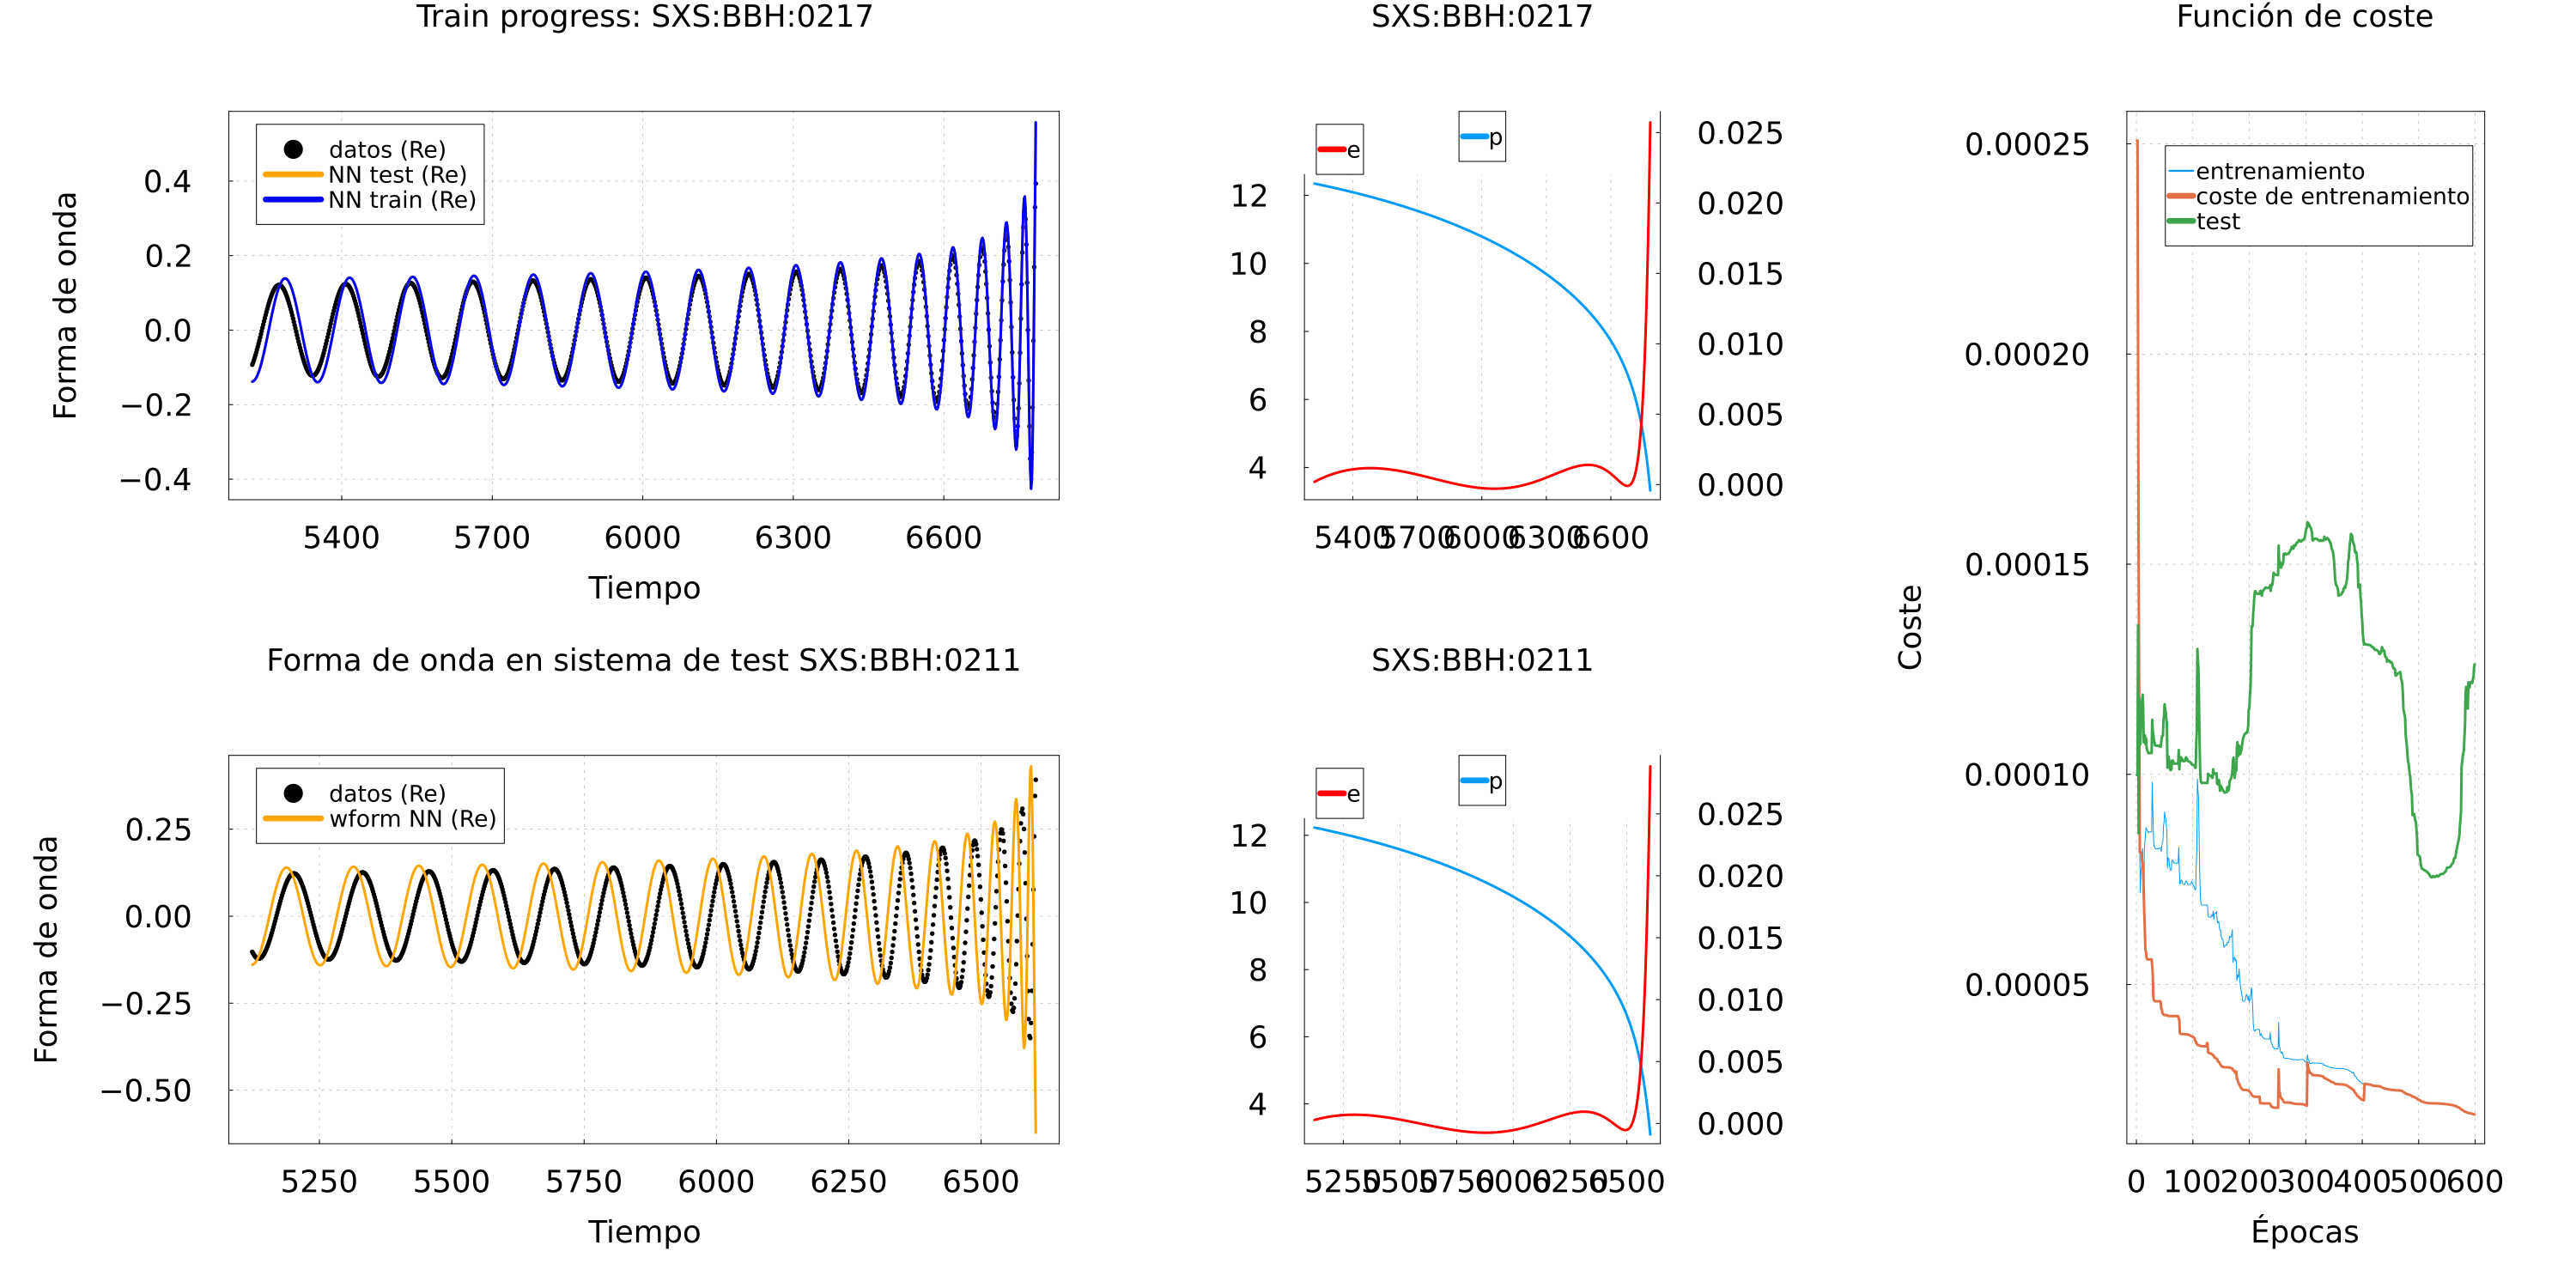 Train progress: SXS:BBH:0217
SXS:BBH:0217
Función de coste
datos (Re)
NN test (Re)
NN train (Re)
0.4
0.2
0.0
−0.2
−0.4
Forma de onda
5400 5700 6000 6300 6600
Tiempo
e
p
12
10
8
6
4
0.025
0.020
0.015
0.010
0.005
0.000
5400 5700 6000 6300 6600
entrenamiento
coste de entrenamiento
test
0.00025
0.00020
0.00015
0.00010
0.00005
Coste
0 100 200 300 400 500 600
Épocas
Forma de onda en sistema de test SXS:BBH:0211
SXS:BBH:0211
datos (Re)
wform NN (Re)
0.25
0.00
−0.25
−0.50
Forma de onda
5250 5500 5750 6000 6250 6500
Tiempo
e
p
12
10
8
6
4
0.025
0.020
0.015
0.010
0.005
0.000
5250 5500 5750 6000 6250 6500